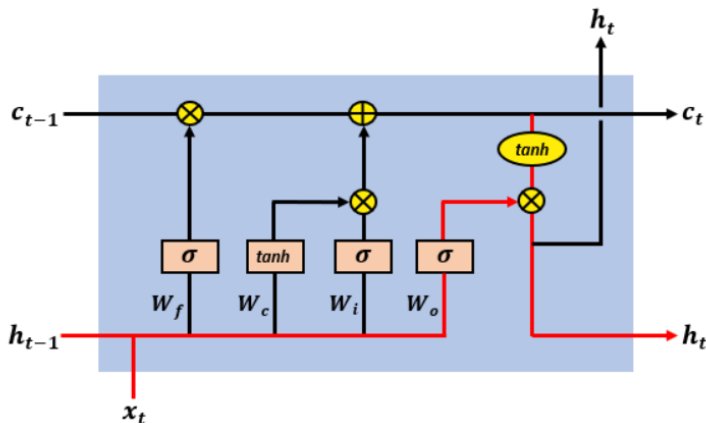 h_t
c_{t-1} c_t
tanh
σ tanh σ σ
W_f W_c W_i W_o
h_{t-1} h_t
x_t